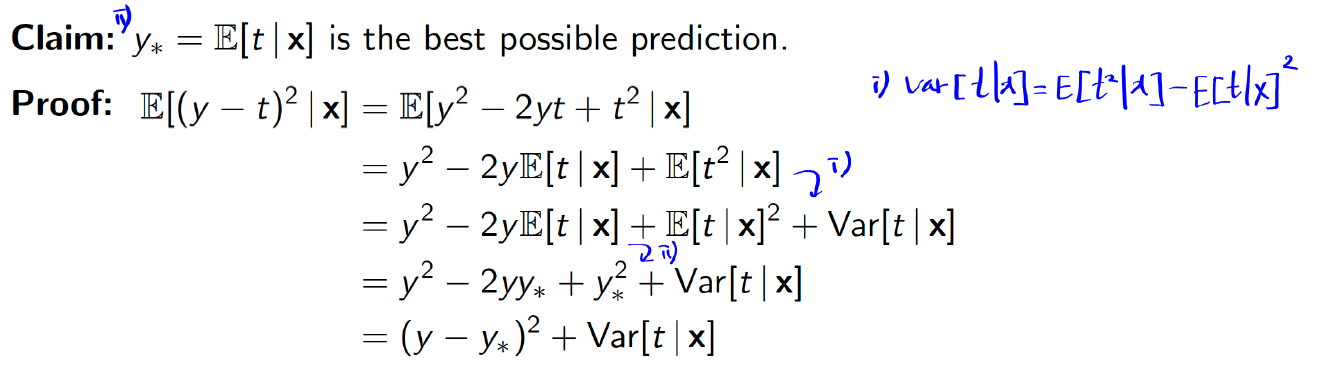 Claim: ii) y∗ = 𝔼[t | x] is the best possible prediction.
i) Var[t|x] = E[t²|x] − E[t|x]²
Proof: 𝔼[(y − t)² | x] = 𝔼[y² − 2yt + t² | x]
= y² − 2y𝔼[t | x] + 𝔼[t² | x] i)
= y² − 2y𝔼[t | x] + 𝔼[t | x]² + Var[t | x]
ii)
= y² − 2yy∗ + y∗² + Var[t | x]
= (y − y∗)² + Var[t | x]